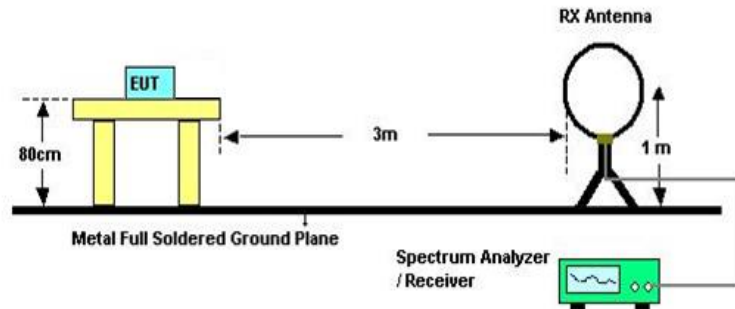 RX Antenna
EUT
80cm
3m
1 m
Metal Full Soldered Ground Plane
Spectrum Analyzer
/ Receiver